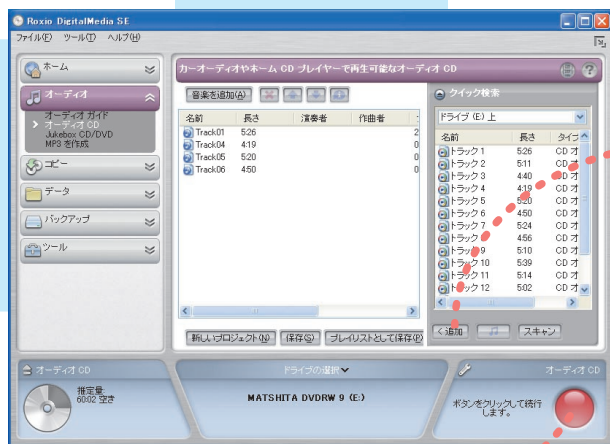 Roxio DigitalMedia SE
ファイル(F) ツール(T) ヘルプ(H)
ホーム
オーディオ
オーディオ ガイド
オーディオ CD
Jukebox CD/DVD
MP3 を作成
コピー
データ
バックアップ
ツール
カーオーディオやホーム CD プレイヤーで再生可能なオーディオ CD
音楽を追加(A)
名前 長さ 演奏者 作曲者
Track01 5:26 2
Track04 4:19 0
Track05 5:20 0
Track06 4:50 0
新しいプロジェクト(N) 保存(S) プレイリストとして保存(P)
クイック検索
ドライブ (E) 上
名前 長さ タイプ
トラック 1 5:26 CD オ
トラック 2 5:11 CD オ
トラック 3 4:40 CD オ
トラック 4 4:19 CD オ
トラック 5 5:20 CD オ
トラック 6 4:50 CD オ
トラック 7 5:24 CD オ
4:56 CD オ
トラック 9 5:10 CD オ
トラック 10 5:39 CD オ
トラック 11 5:14 CD オ
トラック 12 5:02 CD オ
< 追加 スキャン
オーディオ CD
推定量:
60:02 空き
ドライブの選択
MATSHITA DVDRW 9 (E:)
オーディオ CD
ボタンをクリックして続行
します。